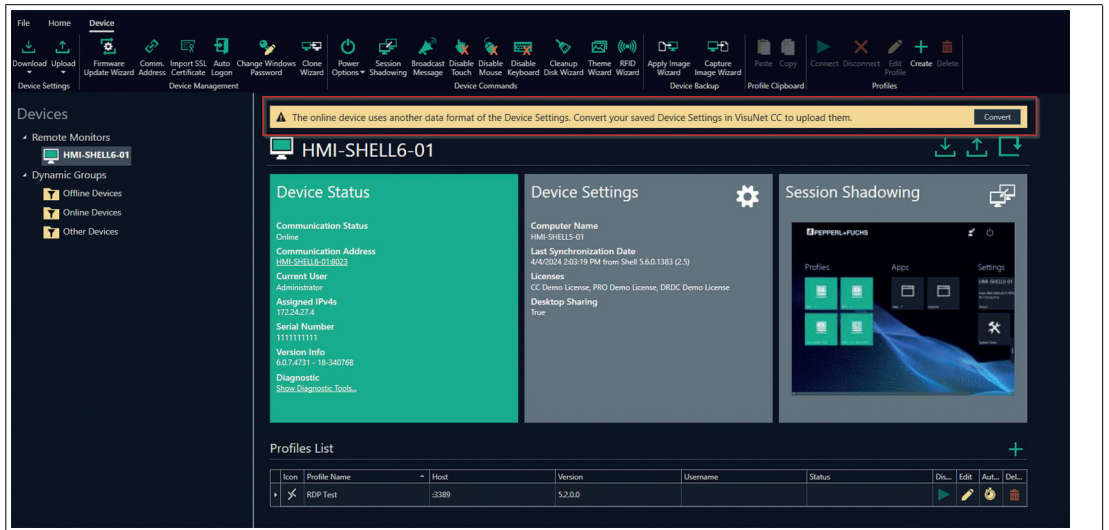 File Home Device
Download Upload
Firmware Update Wizard
Comm. Address
Import SSL Certificate
Auto Logon
Change Windows Password
Clone Wizard
Power Options
Session Shadowing
Broadcast Message
Disable Touch
Disable Mouse
Disable Keyboard
Cleanup Disk Wizard
Theme Wizard
RFID Wizard
Apply Image Wizard
Capture Image Wizard
Paste Copy
Connect Disconnect
Edit Profile
Create Delete
Device Settings Device Management Device Commands Device Backup Profile Clipboard Profiles
Devices
Remote Monitors
HMI-SHELL6-01
Dynamic Groups
Offline Devices
Online Devices
Other Devices
The online device uses another data format of the Device Settings. Convert your saved Device Settings in VisuNet CC to upload them. Convert
HMI-SHELL6-01
Device Status
Communication Status
Online
Communication Address
HMI-SHELL6-01:8023
Current User
Administrator
Assigned IPv4s
172.24.27.4
Serial Number
1111111111
Version Info
6.0.7.4731 - 18-34076B
Diagnostic
Show Diagnostic Tools...
Device Settings
Computer Name
HMI-SHELL5-01
Last Synchronization Date
4/4/2024 2:03:19 PM from Shell 5.6.0.1383 (2.5)
Licenses
CC Demo License, PRO Demo License, DRDC Demo License
Desktop Sharing
True
Session Shadowing
PEPPERL+FUCHS
Profiles Apps Settings
Profiles List
Icon Profile Name Host Version Username Status Dis... Edit Aut... Del...
RDP Test :3389 5.2.0.0